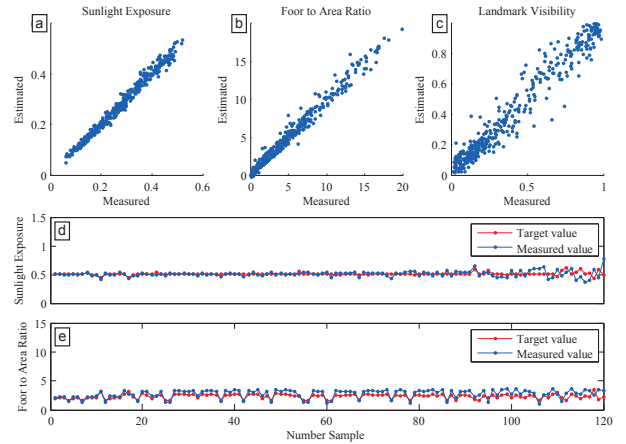 a
Sunlight Exposure
Estimated
0.4
0.2
0
0
0.2
0.4
0.6
Measured
b
Foor to Area Ratio
Estimated
15
10
5
0
0
5
10
15
20
Measured
c
Landmark Visibility
Estimated
0.8
0.6
0.4
0.2
0
0
0.5
1
Measured
d
Sunlight Exposure
1.5
1
0.5
0
Target value
Measured value
e
Foor to Area Ratio
15
10
5
0
Target value
Measured value
0
20
40
60
80
100
120
Number Sample